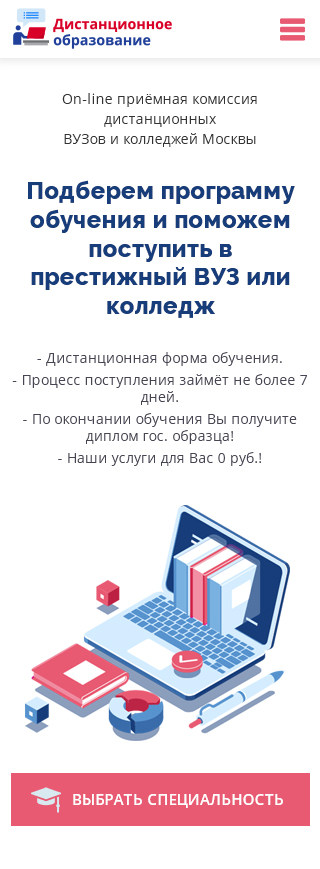 Дистанционное
образование
On-line приёмная комиссия
дистанционных
ВУЗов и колледжей Москвы
Подберем программу
обучения и поможем
поступить в
престижный ВУЗ или
колледж
- Дистанционная форма обучения.
- Процесс поступления займёт не более 7
дней.
- По окончании обучения Вы получите
диплом гос. образца!
- Наши услуги для Вас 0 руб.!
ВЫБРАТЬ СПЕЦИАЛЬНОСТЬ